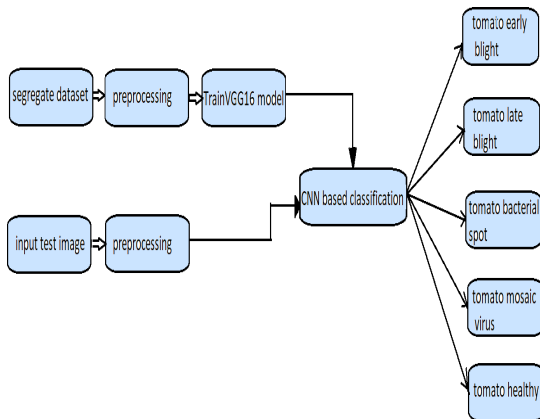 segregate dataset
preprocessing
TrainVGG16 model
input test image
preprocessing
CNN based classification
tomato early
blight
tomato late
blight
tomato bacterial
spot
tomato mosaic
virus
tomato healthy